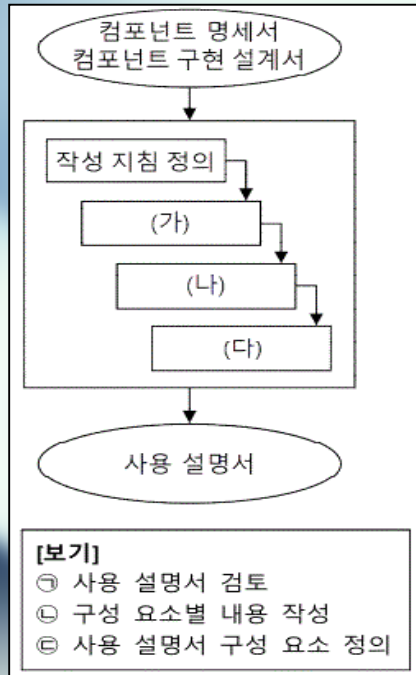 컴포넌트 명세서
컴포넌트 구현 설계서
작성 지침 정의
(가)
(나)
(다)
사용 설명서
[보기]
㉠ 사용 설명서 검토
㉡ 구성 요소별 내용 작성
㉢ 사용 설명서 구성 요소 정의